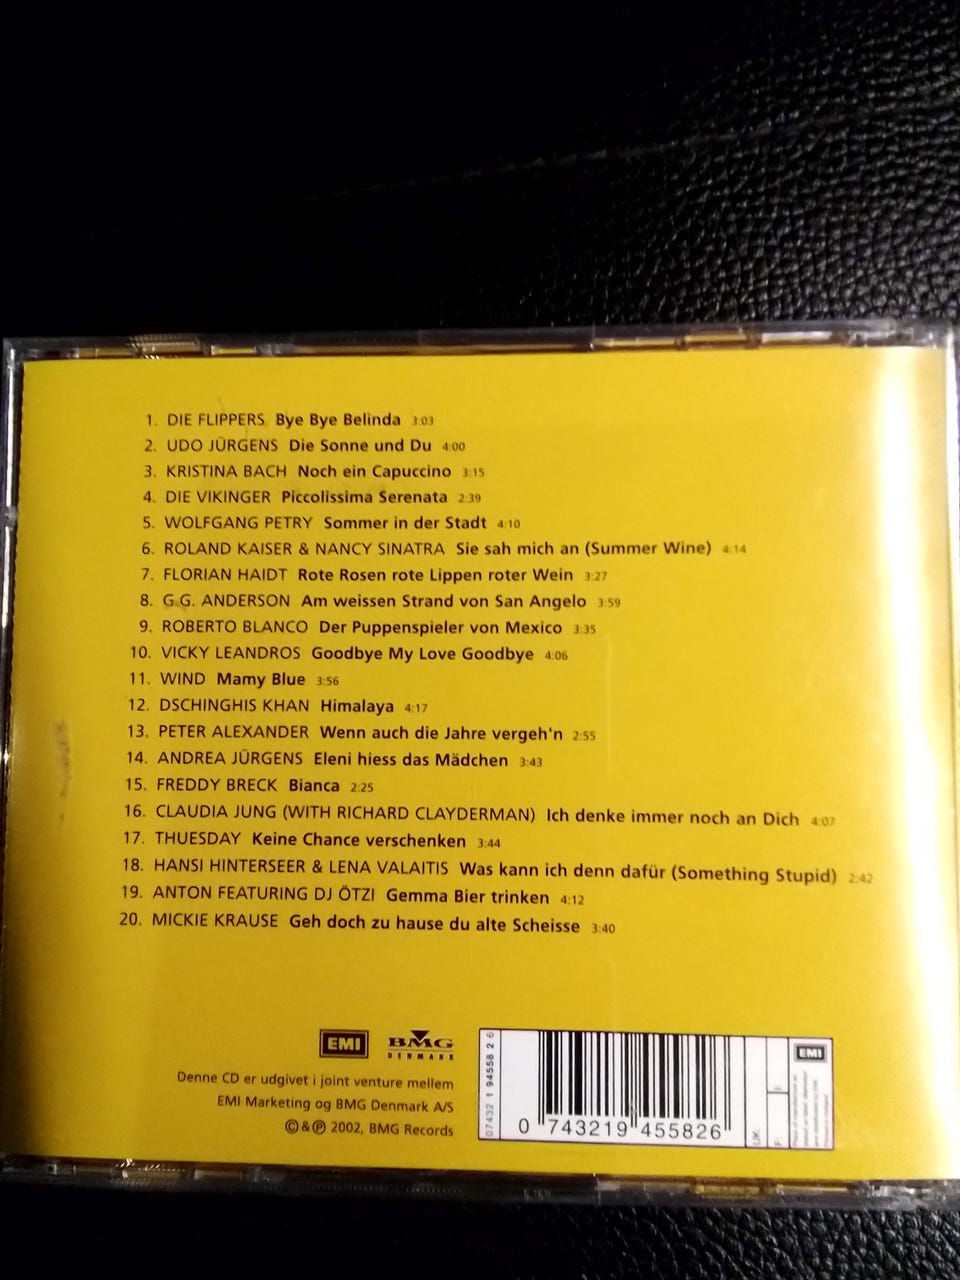 1. DIE FLIPPERS Bye Bye Belinda 3:03
2. UDO JÜRGENS Die Sonne und Du 4:00
3. KRISTINA BACH Noch ein Capuccino 3:15
4. DIE VIKINGER Piccolissima Serenata 2:39
5. WOLFGANG PETRY Sommer in der Stadt 4:10
6. ROLAND KAISER & NANCY SINATRA Sie sah mich an (Summer Wine) 4:14
7. FLORIAN HAIDT Rote Rosen rote Lippen roter Wein 3:27
8. G.G. ANDERSON Am weissen Strand von San Angelo 3:59
9. ROBERTO BLANCO Der Puppenspieler von Mexico 3:35
10. VICKY LEANDROS Goodbye My Love Goodbye 4:06
11. WIND Mamy Blue 3:56
12. DSCHINGHIS KHAN Himalaya 4:17
13. PETER ALEXANDER Wenn auch die Jahre vergeh'n 2:55
14. ANDREA JÜRGENS Eleni hiess das Mädchen 3:43
15. FREDDY BRECK Bianca 2:25
16. CLAUDIA JUNG (WITH RICHARD CLAYDERMAN) Ich denke immer noch an Dich 4:07
17. THUESDAY Keine Chance verschenken 3:44
18. HANSI HINTERSEER & LENA VALAITIS Was kann ich denn dafür (Something Stupid) 2:42
19. ANTON FEATURING DJ ÖTZI Gemma Bier trinken 4:12
20. MICKIE KRAUSE Geh doch zu hause du alte Scheisse 3:40
EMI BMG
DENMARK
Denne CD er udgivet i joint venture mellem
EMI Marketing og BMG Denmark A/S
©&℗ 2002, BMG Records
07432 1 94558 2 6
0 743219 455826
UK:
F:
EMI